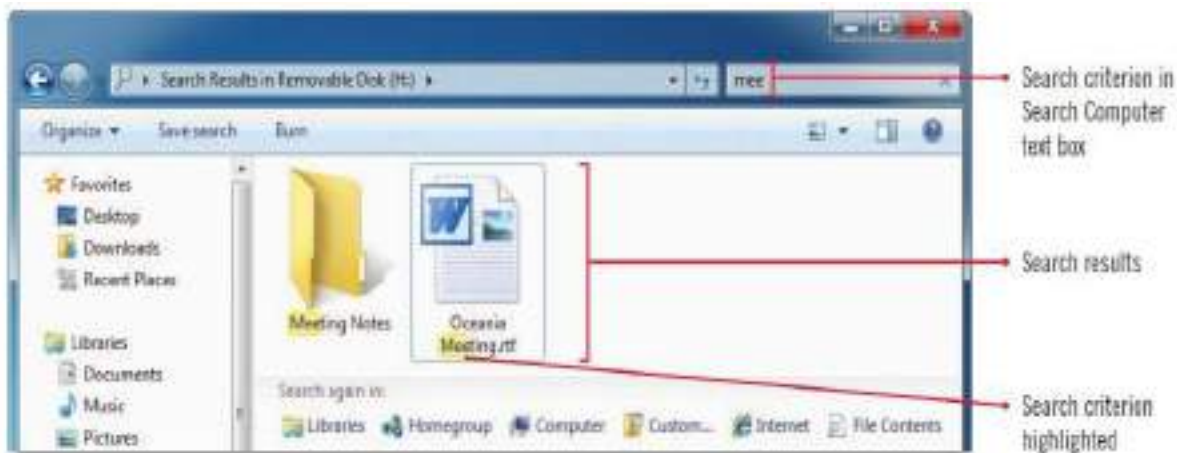 Search Results in Removable Disk (H:)
mee
Organize
Save search
Burn
Favorites
Desktop
Downloads
Recent Places
Libraries
Documents
Music
Pictures
Meeting Notes
Oceania
Meeting.rtf
Search again in:
Libraries
Homegroup
Computer
Custom...
Internet
File Contents
Search criterion in
Search Computer
text box
Search results
Search criterion
highlighted